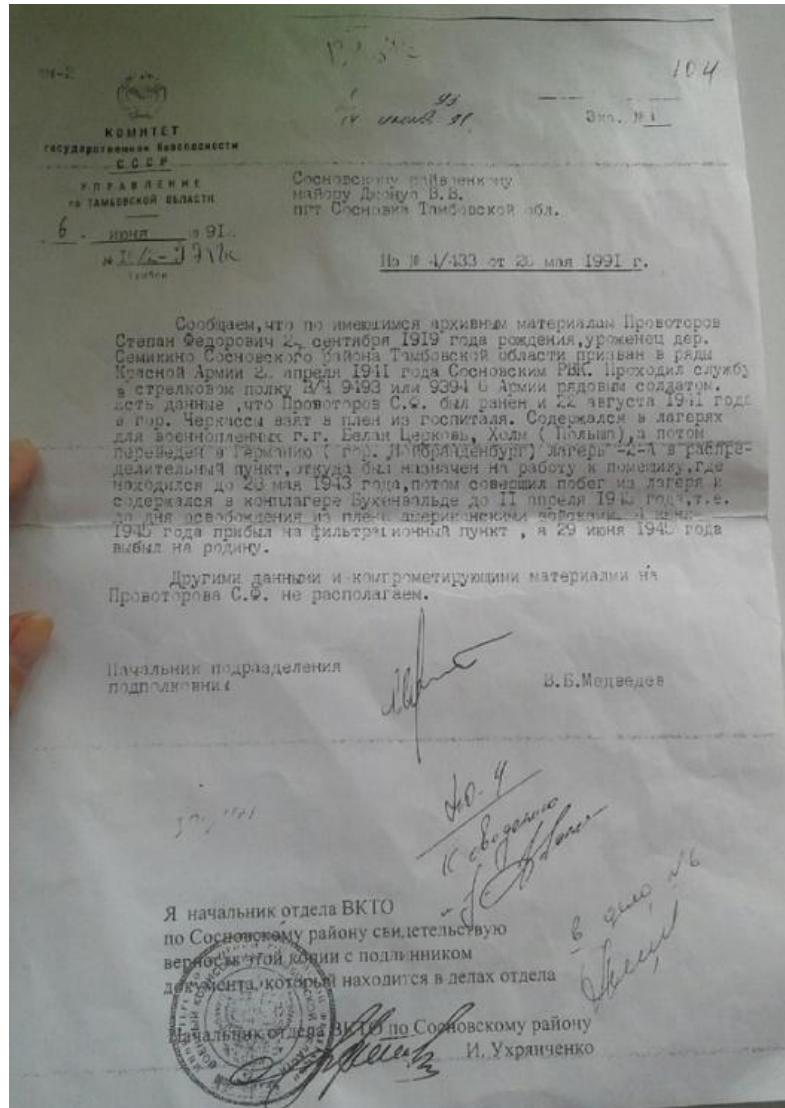 104
Экз. № 1
КОМИТЕТ
государственной безопасности
СССР
УПРАВЛЕНИЕ
по ТАМБОВСКОЙ ОБЛАСТИ
6 июня 1991.
Тамбов
Сосновскому райвоенкому
майору В.В.
пгт Сосновка Тамбовской обл.
На № 4/433 от мая 1991 г.
Сообщаем,что по имеющимся архивным материалам Провоторов
Степан Федорович сентября 1919 года рождения,уроженец дер.
Семикино Сосновского района Тамбовской области призван в ряды
Красной Армии апреля 1941 года Сосновским РВК. Проходил службу
в стрелковом полку В/Ч 9493 или 9394 6 Армии рядовым солдатом.
Есть данные ,что Провоторов С.Ф. был ранен и 22 августа 1941 года
в гор. Черкассы взят в плен из госпиталя. Содержался в лагерях
для военнопленных г.г. Белая Церковь, Холм ( Польша),а потом
переведен в Германию ( гор. лагерь в распре-
делительный пункт,откуда был назначен на работу к помещику,где
находился до мая 1943 года,потом совершил побег из лагеря и
содержался в конплагере Бухенвальде до II апреля 1945 года,т.е.
до дня освобождения из плена американскими войсками.
1945 года прибыл на фильтрационный пункт , а 29 июня 1945 года
выбыл на родину.
Другими данными и компрометирующими материалми на
Провоторова С.Ф. не располагаем.
Начальник подразделения
подполковник
В.Б.Медведев
К сведению
в дело №6
Я начальник отдела ВКТО
по Сосновскому району свидетельствую
верность этой копии с подлинником
документа, который находится в делах отдела
Начальник отдела ВКТО по Сосновскому району
И. Ухрянченко